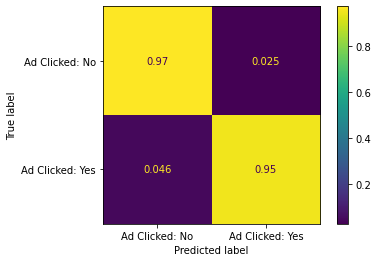 Ad Clicked: No
0.97
0.025
True label
Ad Clicked: Yes
0.046
0.95
Ad Clicked: No
Ad Clicked: Yes
Predicted label
0.8
0.6
0.4
0.2